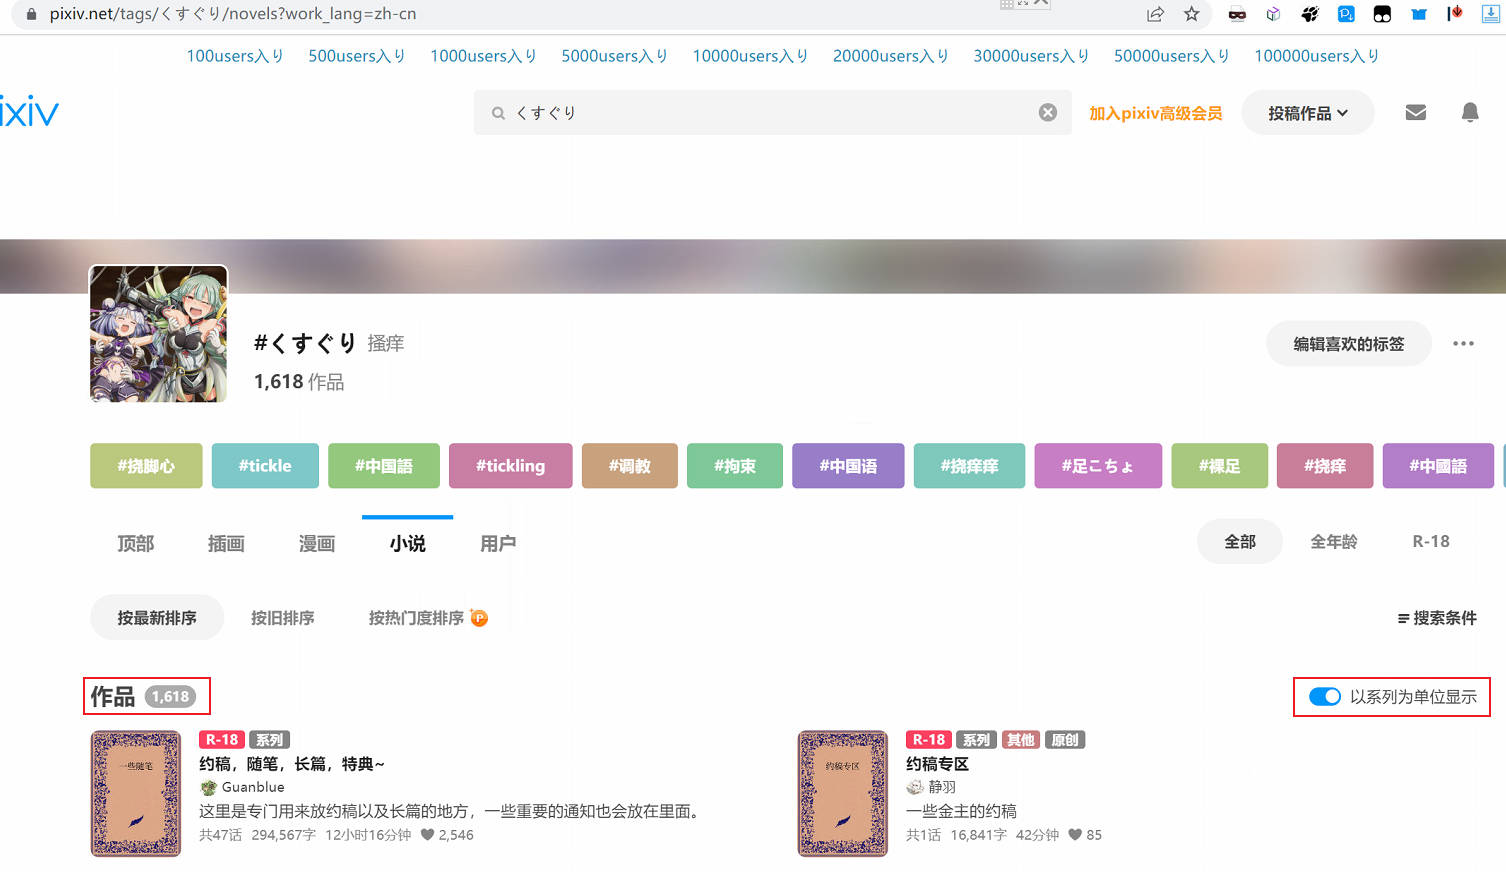 pixiv.net/tags/くすぐり/novels?work_lang=zh-cn
100users入り 500users入り 1000users入り 5000users入り 10000users入り 20000users入り 30000users入り 50000users入り 100000users入り
ixiv
くすぐり
加入pixiv高级会员
投稿作品
#くすぐり 搔痒
编辑喜欢的标签
1,618 作品
#挠脚心 #tickle #中国語 #tickling #调教 #拘束 #中国语 #挠痒痒 #足こちょ #裸足 #挠痒 #中國語
顶部 插画 漫画 小说 用户
全部 全年龄 R-18
按最新排序 按旧排序 按热门度排序 P
搜索条件
作品 1,618
以系列为单位显示
一些随笔
R-18 系列
约稿，随笔，长篇，特典~
Guanblue
这里是专门用来放约稿以及长篇的地方，一些重要的通知也会放在里面。
共47话 294,567字 12小时16分钟 2,546
约稿专区
R-18 系列 其他 原创
约稿专区
静羽
一些金主的约稿
共1话 16,841字 42分钟 85